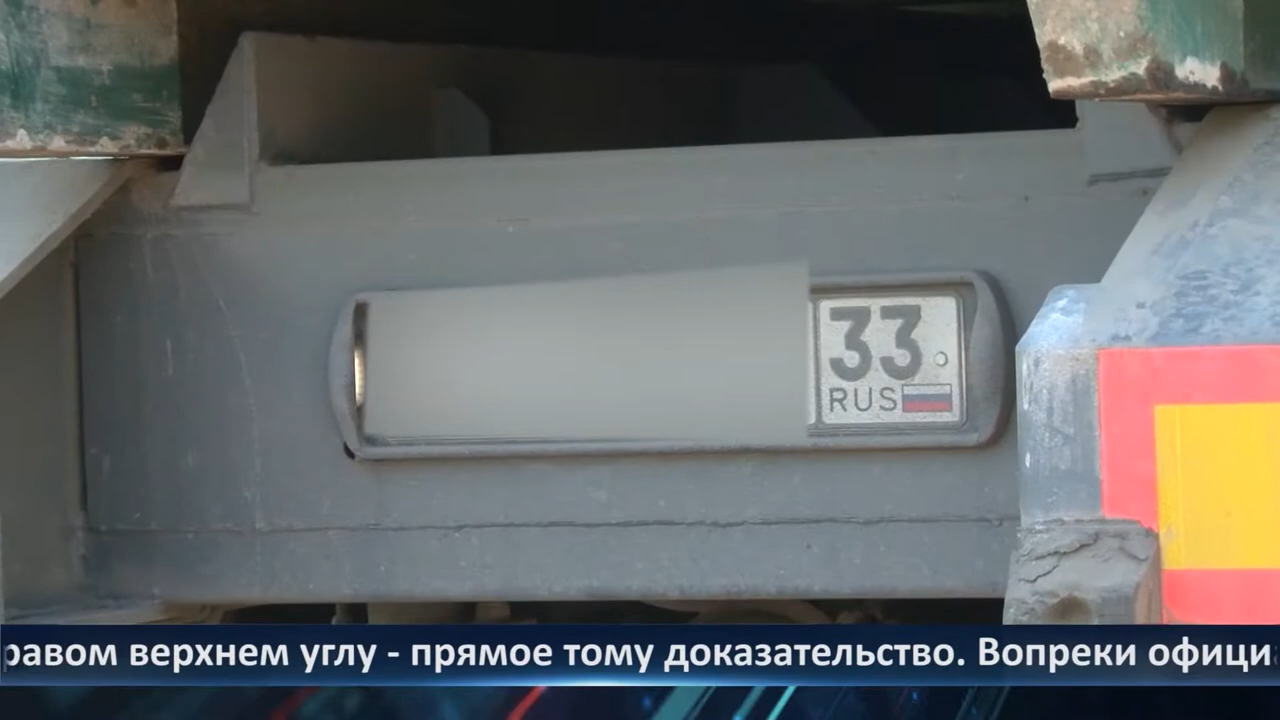 33
RUS
равом верхнем углу - прямое тому доказательство. Вопреки офици